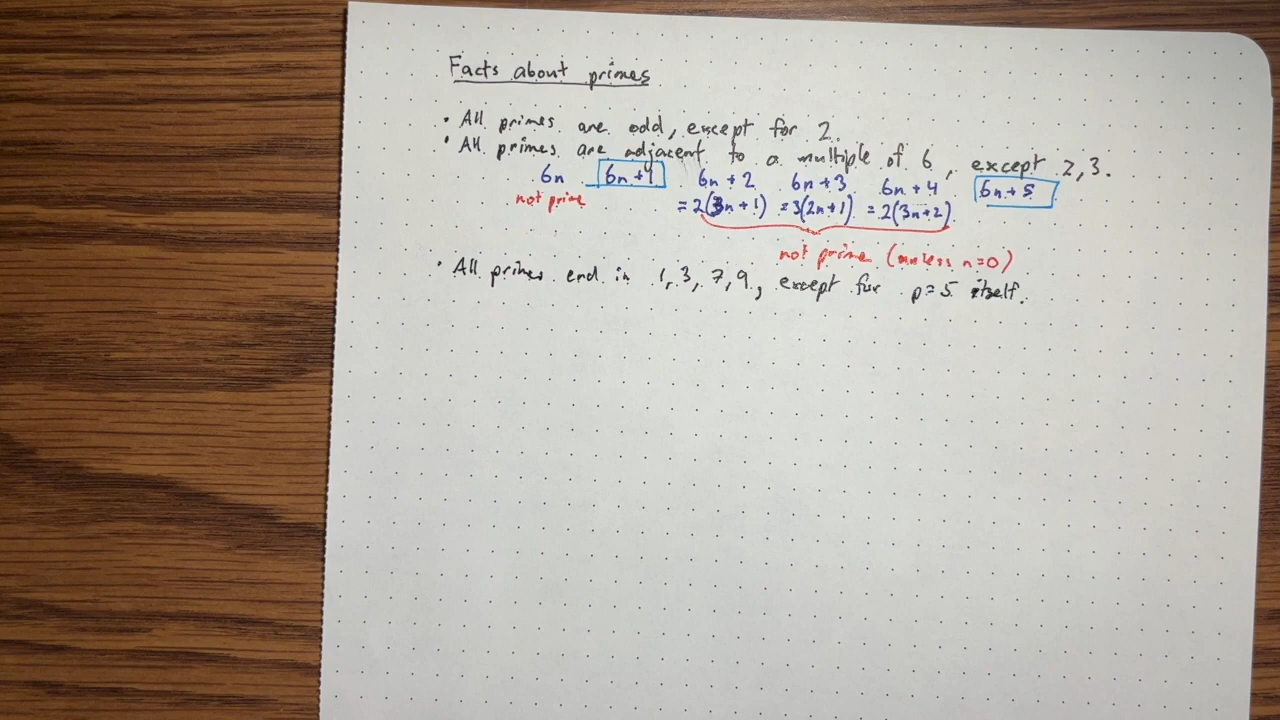 Facts about primes
• All primes are odd, except for 2.
• All primes are adjacent to a multiple of 6, except 2, 3.
6n 6n + 1 6n + 2 6n + 3 6n + 4 6n + 5
not prime = 2(3n + 1) = 3(2n + 1) = 2(3n + 2)
not prime (unless n=0)
• All primes end in 1, 3, 7, 9, except for p=5 itself.